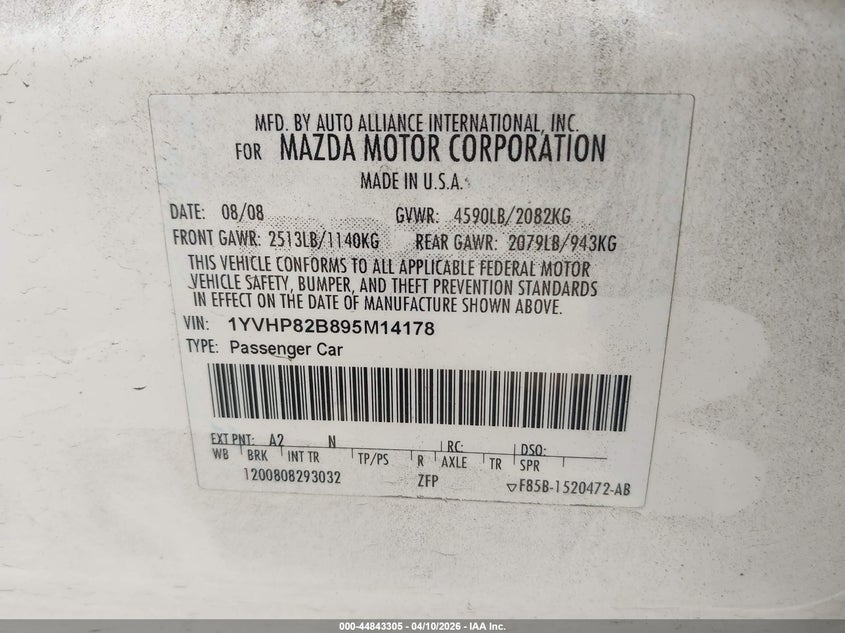 MFD. BY AUTO ALLIANCE INTERNATIONAL, INC.
FOR MAZDA MOTOR CORPORATION
MADE IN U.S.A.
DATE: 08/08 GVWR: 4590LB/2082KG
FRONT GAWR: 2513LB/1140KG REAR GAWR: 2079LB/943KG
THIS VEHICLE CONFORMS TO ALL APPLICABLE FEDERAL MOTOR
VEHICLE SAFETY, BUMPER, AND THEFT PREVENTION STANDARDS
IN EFFECT ON THE DATE OF MANUFACTURE SHOWN ABOVE.
VIN: 1YVHP82B895M14178
TYPE: Passenger Car
EXT PNT: A2 N RC: DSO:
WB BRK INT TR TP/PS R AXLE TR SPR
1200808293032 ZFP F85B-1520472-AB
000-44843305 - 04/10/2026 - IAA Inc.